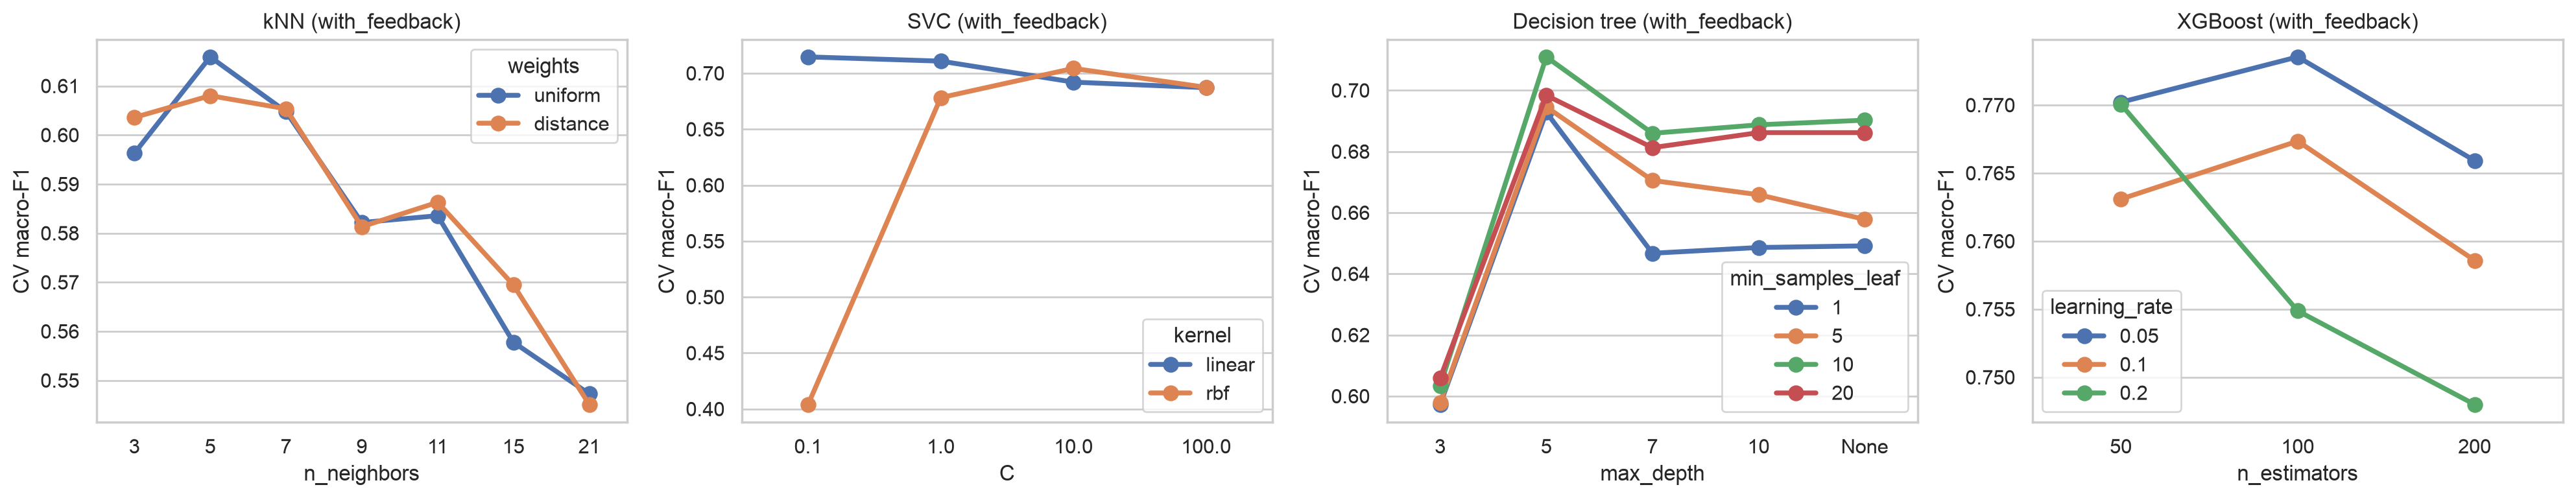 kNN (with_feedback)
CV macro-F1
0.61
0.60
0.59
0.58
0.57
0.56
0.55
weights
uniform
distance
3 5 7 9 11 15 21
n_neighbors
SVC (with_feedback)
CV macro-F1
0.70
0.65
0.60
0.55
0.50
0.45
0.40
kernel
linear
rbf
0.1 1.0 10.0 100.0
C
Decision tree (with_feedback)
CV macro-F1
0.70
0.68
0.66
0.64
0.62
0.60
min_samples_leaf
1
5
10
20
3 5 7 10 None
max_depth
XGBoost (with_feedback)
CV macro-F1
0.770
0.765
0.760
0.755
0.750
learning_rate
0.05
0.1
0.2
50 100 200
n_estimators